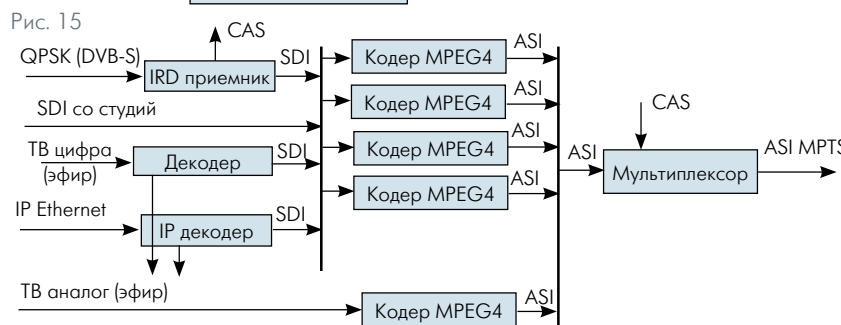 Рис. 15
CAS
QPSK (DVB-S)
IRD приемник
SDI
Кодер MPEG4
ASI
Кодер MPEG4
ASI
SDI со студий
CAS
ТВ цифра
(эфир)
Декодер
SDI
Кодер MPEG4
ASI
ASI
Мультиплексор
ASI MPTS
Кодер MPEG4
ASI
IP Ethernet
IP декодер
SDI
ТВ аналог (эфир)
Кодер MPEG4
ASI